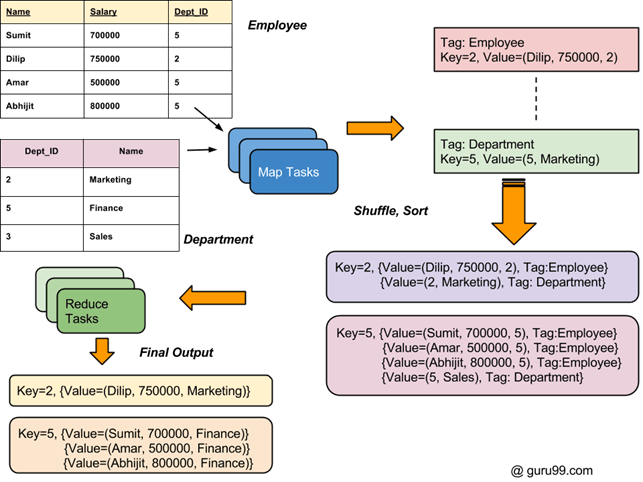 Name Salary Dept_ID
Sumit 700000 5
Dilip 750000 2
Amar 500000 5
Abhijit 800000 5
Employee
Dept_ID Name
2 Marketing
5 Finance
3 Sales
Department
Map Tasks
Tag: Employee
Key=2, Value=(Dilip, 750000, 2)
Tag: Department
Key=5, Value=(5, Marketing)
Shuffle, Sort
Key=2, {Value=(Dilip, 750000, 2), Tag:Employee}
{Value=(2, Marketing), Tag: Department}
Key=5, {Value=(Sumit, 700000, 5), Tag:Employee}
{Value=(Amar, 500000, 5), Tag:Employee}
{Value=(Abhijit, 800000, 5), Tag:Employee}
{Value=(5, Sales), Tag: Department}
Reduce
Tasks
Final Output
Key=2, {Value=(Dilip, 750000, Marketing)}
Key=5, {Value=(Sumit, 700000, Finance)}
{Value=(Amar, 500000, Finance)}
{Value=(Abhijit, 800000, Finance)}
@ guru99.com